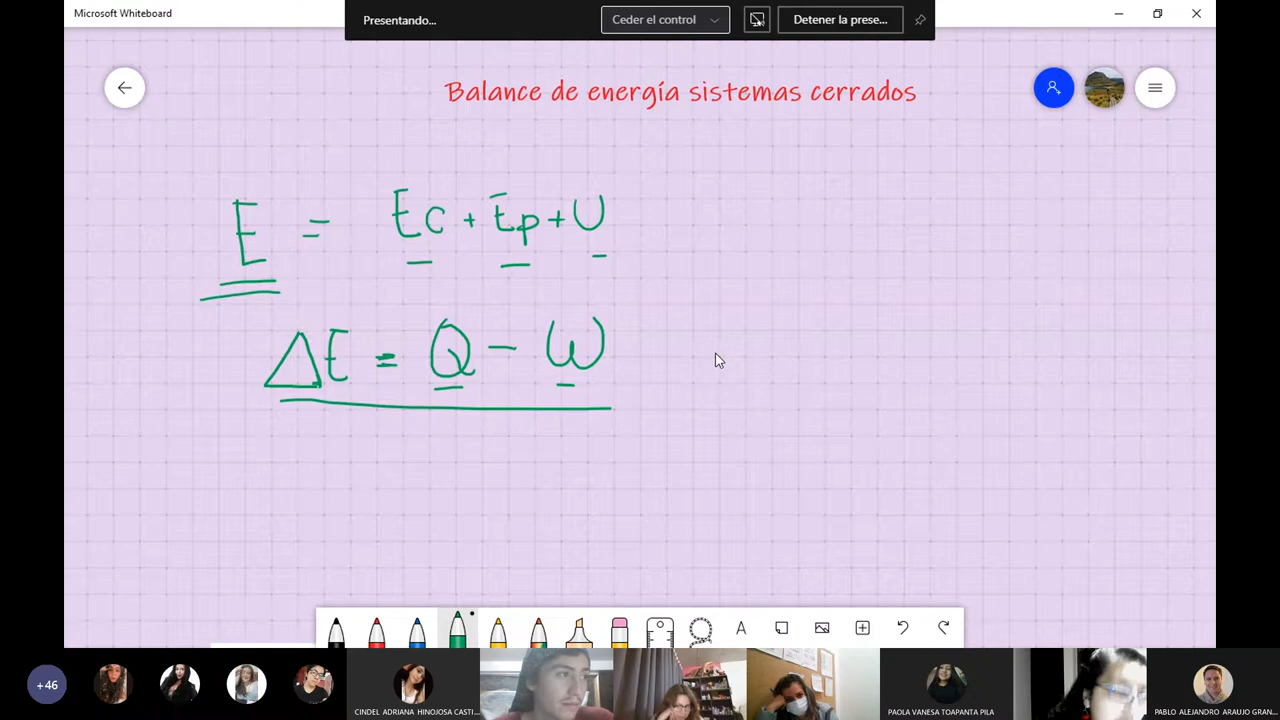 Microsoft Whiteboard
Presentando...
Ceder el control
Detener la prese...
Balance de energía sistemas cerrados
E = Ec + Ep + U
ΔE = Q − W
A
+46
CINDEL ADRIANA HINOJOSA CASTI...
PAOLA VANESA TOAPANTA PILA
PABLO ALEJANDRO ARAUJO GRAN...